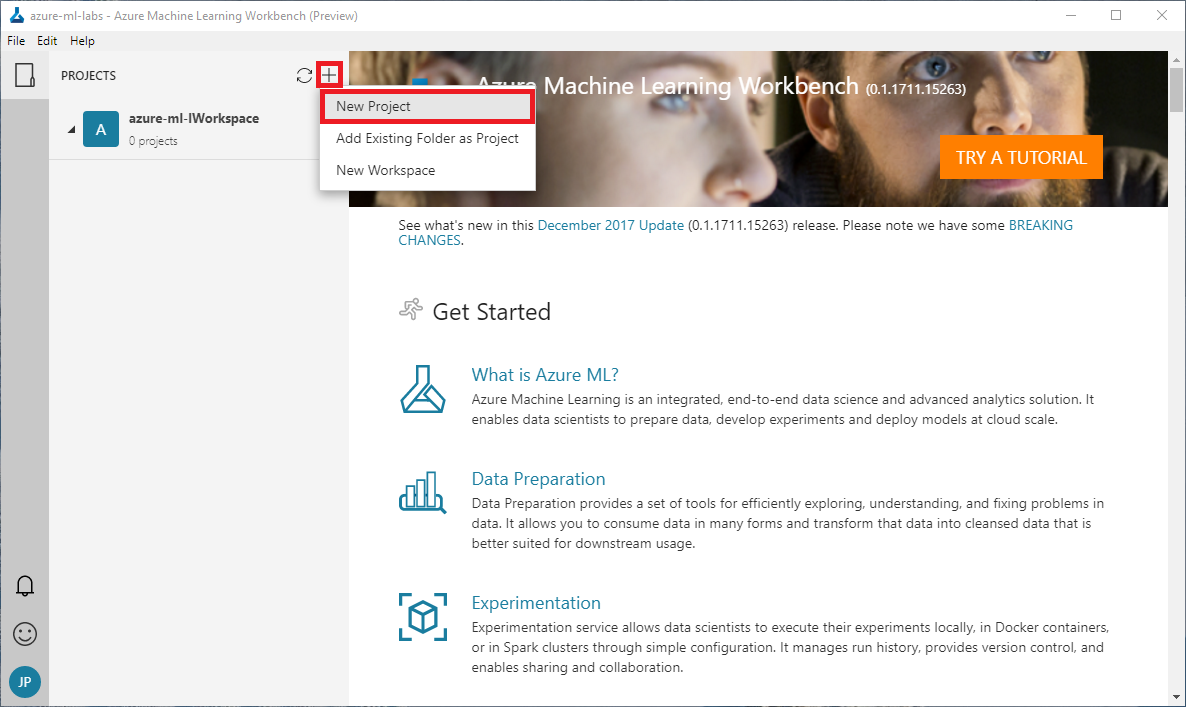 azure-ml-labs - Azure Machine Learning Workbench (Preview)
File Edit Help
PROJECTS
A
azure-ml-lWorkspace
0 projects
New Project
Add Existing Folder as Project
New Workspace
Azure Machine Learning Workbench (0.1.1711.15263)
TRY A TUTORIAL
See what's new in this December 2017 Update (0.1.1711.15263) release. Please note we have some BREAKING
CHANGES.
Get Started
What is Azure ML?
Azure Machine Learning is an integrated, end-to-end data science and advanced analytics solution. It
enables data scientists to prepare data, develop experiments and deploy models at cloud scale.
Data Preparation
Data Preparation provides a set of tools for efficiently exploring, understanding, and fixing problems in
data. It allows you to consume data in many forms and transform that data into cleansed data that is
better suited for downstream usage.
Experimentation
Experimentation service allows data scientists to execute their experiments locally, in Docker containers,
or in Spark clusters through simple configuration. It manages run history, provides version control, and
enables sharing and collaboration.
JP